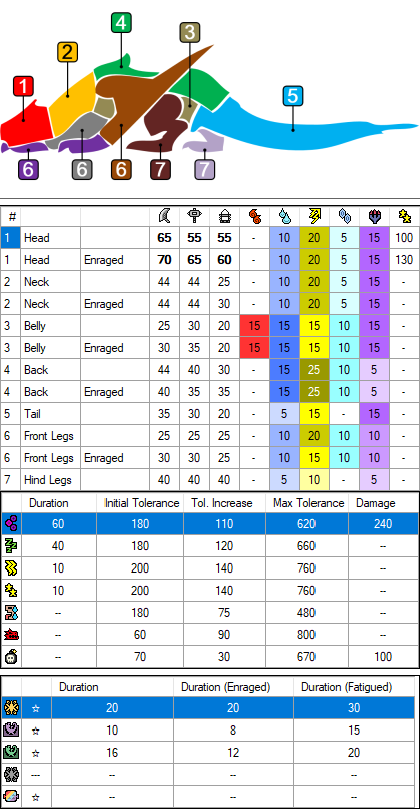 4
3
2
1
5
6
6
6
7
7
#
1 Head 65 55 55 - 10 20 5 15 100
1 Head Enraged 70 65 60 - 10 20 5 15 130
2 Neck 44 44 25 - 10 20 5 15 -
2 Neck Enraged 44 44 30 - 10 20 5 15 -
3 Belly 25 30 20 15 15 15 10 15 -
3 Belly Enraged 30 35 20 15 15 15 10 15 -
4 Back 44 40 30 - 15 25 10 5 -
4 Back Enraged 40 35 35 - 15 25 10 5 -
5 Tail 35 30 20 - 5 15 - 15 -
6 Front Legs 25 25 25 - 10 20 10 10 -
6 Front Legs Enraged 30 30 25 - 10 15 10 10 -
7 Hind Legs 40 40 40 - 5 10 - 5 -
Duration Initial Tolerance Tol. Increase Max Tolerance Damage
60 180 110 620 240
40 180 120 660 --
10 200 140 760 --
10 200 140 760 --
-- 180 75 480 --
-- 60 90 800 --
-- 70 30 670 100
Duration Duration (Enraged) Duration (Fatigued)
☆ 20 20 30
☆ 10 8 15
☆ 16 12 20
--- -- -- --
☆ -- -- --